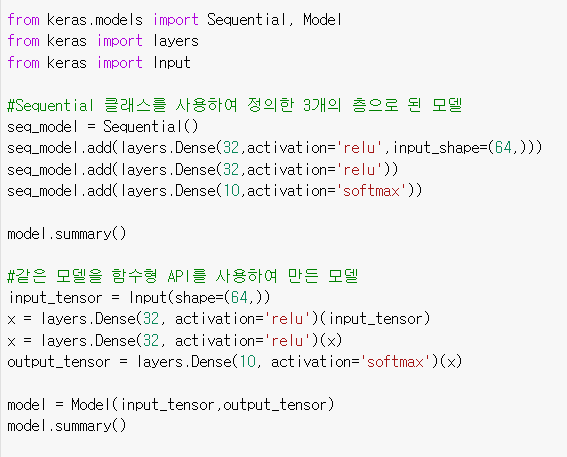 from keras.models import Sequential, Model
from keras import layers
from keras import Input
#Sequential 클래스를 사용하여 정의한 3개의 층으로 된 모델
seq_model = Sequential()
seq_model.add(layers.Dense(32,activation='relu',input_shape=(64,)))
seq_model.add(layers.Dense(32,activation='relu'))
seq_model.add(layers.Dense(10,activation='softmax'))
model.summary()
#같은 모델을 함수형 API를 사용하여 만든 모델
input_tensor = Input(shape=(64,))
x = layers.Dense(32, activation='relu')(input_tensor)
x = layers.Dense(32, activation='relu')(x)
output_tensor = layers.Dense(10, activation='softmax')(x)
model = Model(input_tensor,output_tensor)
model.summary()